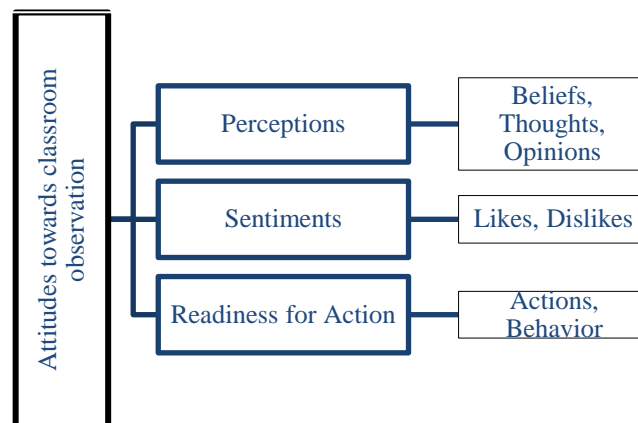 Attitudes towards classroom
observation
Perceptions
Beliefs,
Thoughts,
Opinions
Sentiments
Likes, Dislikes
Readiness for Action
Actions,
Behavior